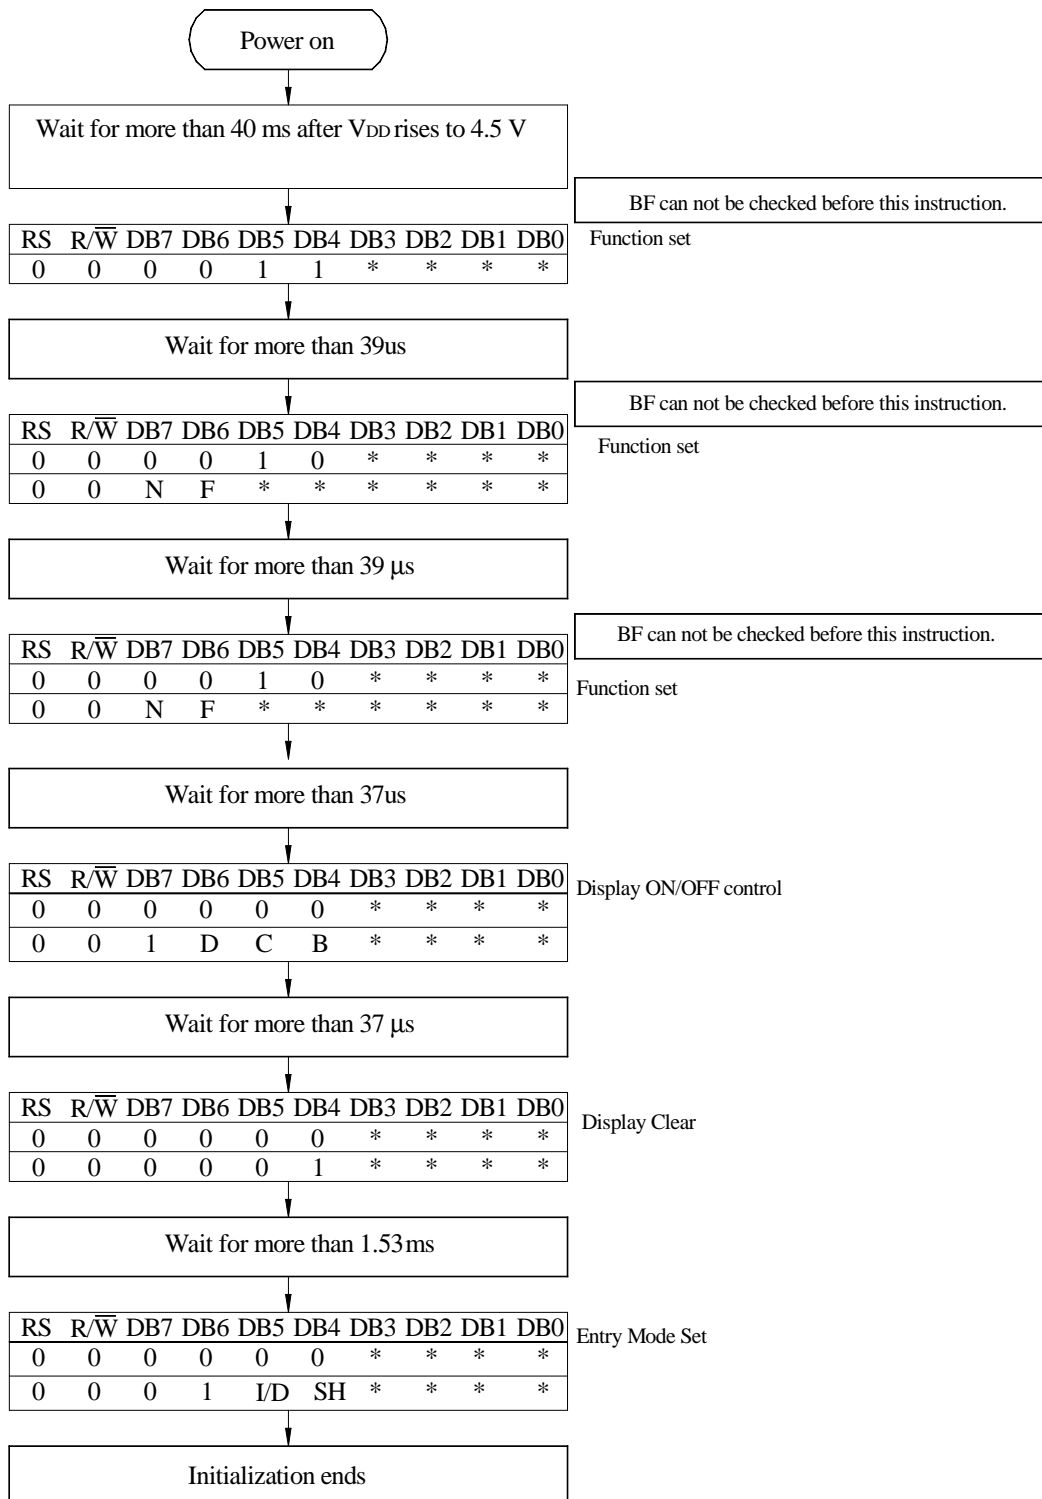 Power on
Wait for more than 40 ms after VDD rises to 4.5 V
BF can not be checked before this instruction.
RS R/W̅ DB7 DB6 DB5 DB4 DB3 DB2 DB1 DB0
Function set
0 0 0 0 1 1 * * * *
Wait for more than 39us
BF can not be checked before this instruction.
RS R/W̅ DB7 DB6 DB5 DB4 DB3 DB2 DB1 DB0
Function set
0 0 0 0 1 0 * * * *
0 0 N F * * * * * *
Wait for more than 39 μs
BF can not be checked before this instruction.
RS R/W̅ DB7 DB6 DB5 DB4 DB3 DB2 DB1 DB0
0 0 0 0 1 0 * * * *
Function set
0 0 N F * * * * * *
Wait for more than 37us
RS R/W̅ DB7 DB6 DB5 DB4 DB3 DB2 DB1 DB0
Display ON/OFF control
0 0 0 0 0 0 * * * *
0 0 1 D C B * * * *
Wait for more than 37 μs
RS R/W̅ DB7 DB6 DB5 DB4 DB3 DB2 DB1 DB0
Display Clear
0 0 0 0 0 0 * * * *
0 0 0 0 0 1 * * * *
Wait for more than 1.53ms
RS R/W̅ DB7 DB6 DB5 DB4 DB3 DB2 DB1 DB0
Entry Mode Set
0 0 0 0 0 0 * * * *
0 0 0 1 I/D SH * * * *
Initialization ends